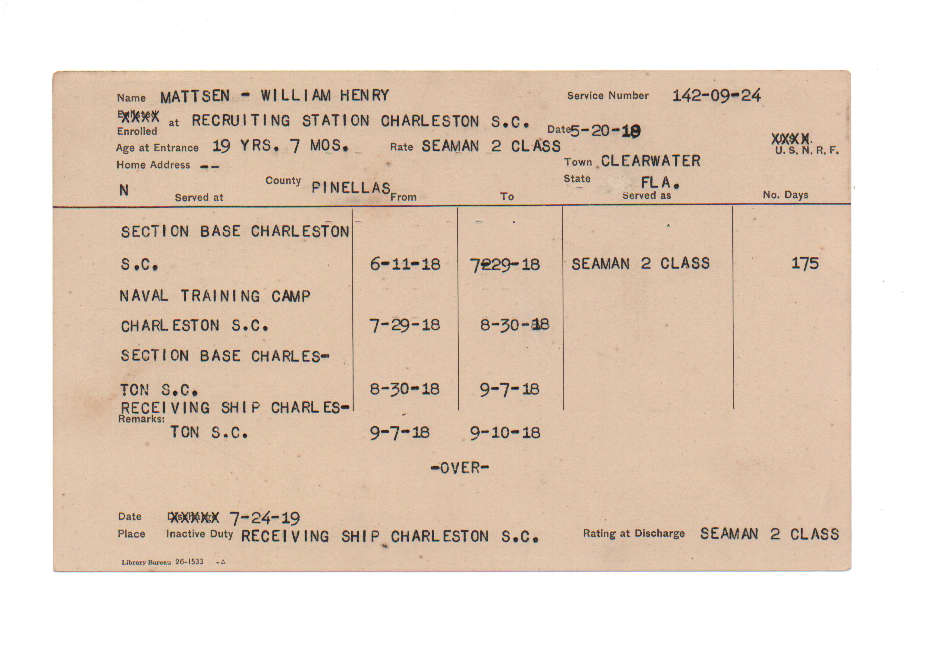 Name MATTSEN - WILLIAM HENRY Service Number 142-09-24
XXXX at RECRUITING STATION CHARLESTON S.C. Date 5-20-18
Enrolled
XXXX.
Age at Entrance 19 YRS. 7 MOS. Rate SEAMAN 2 CLASS U. S. N. R. F.
Home Address -- Town CLEARWATER
N County PINELLAS State FLA.
Served at From To Served as No. Days
SECTION BASE CHARLESTON
S.C. 6-11-18 7-29-18 SEAMAN 2 CLASS 175
NAVAL TRAINING CAMP
CHARLESTON S.C. 7-29-18 8-30-18
SECTION BASE CHARLES-
TON S.C. 8-30-18 9-7-18
RECEIVING SHIP CHARLES-
Remarks:
TON S.C. 9-7-18 9-10-18
-OVER-
Date XXXXX 7-24-19
Place Inactive Duty RECEIVING SHIP CHARLESTON S.C. Rating at Discharge SEAMAN 2 CLASS
Library Bureau 26-1533